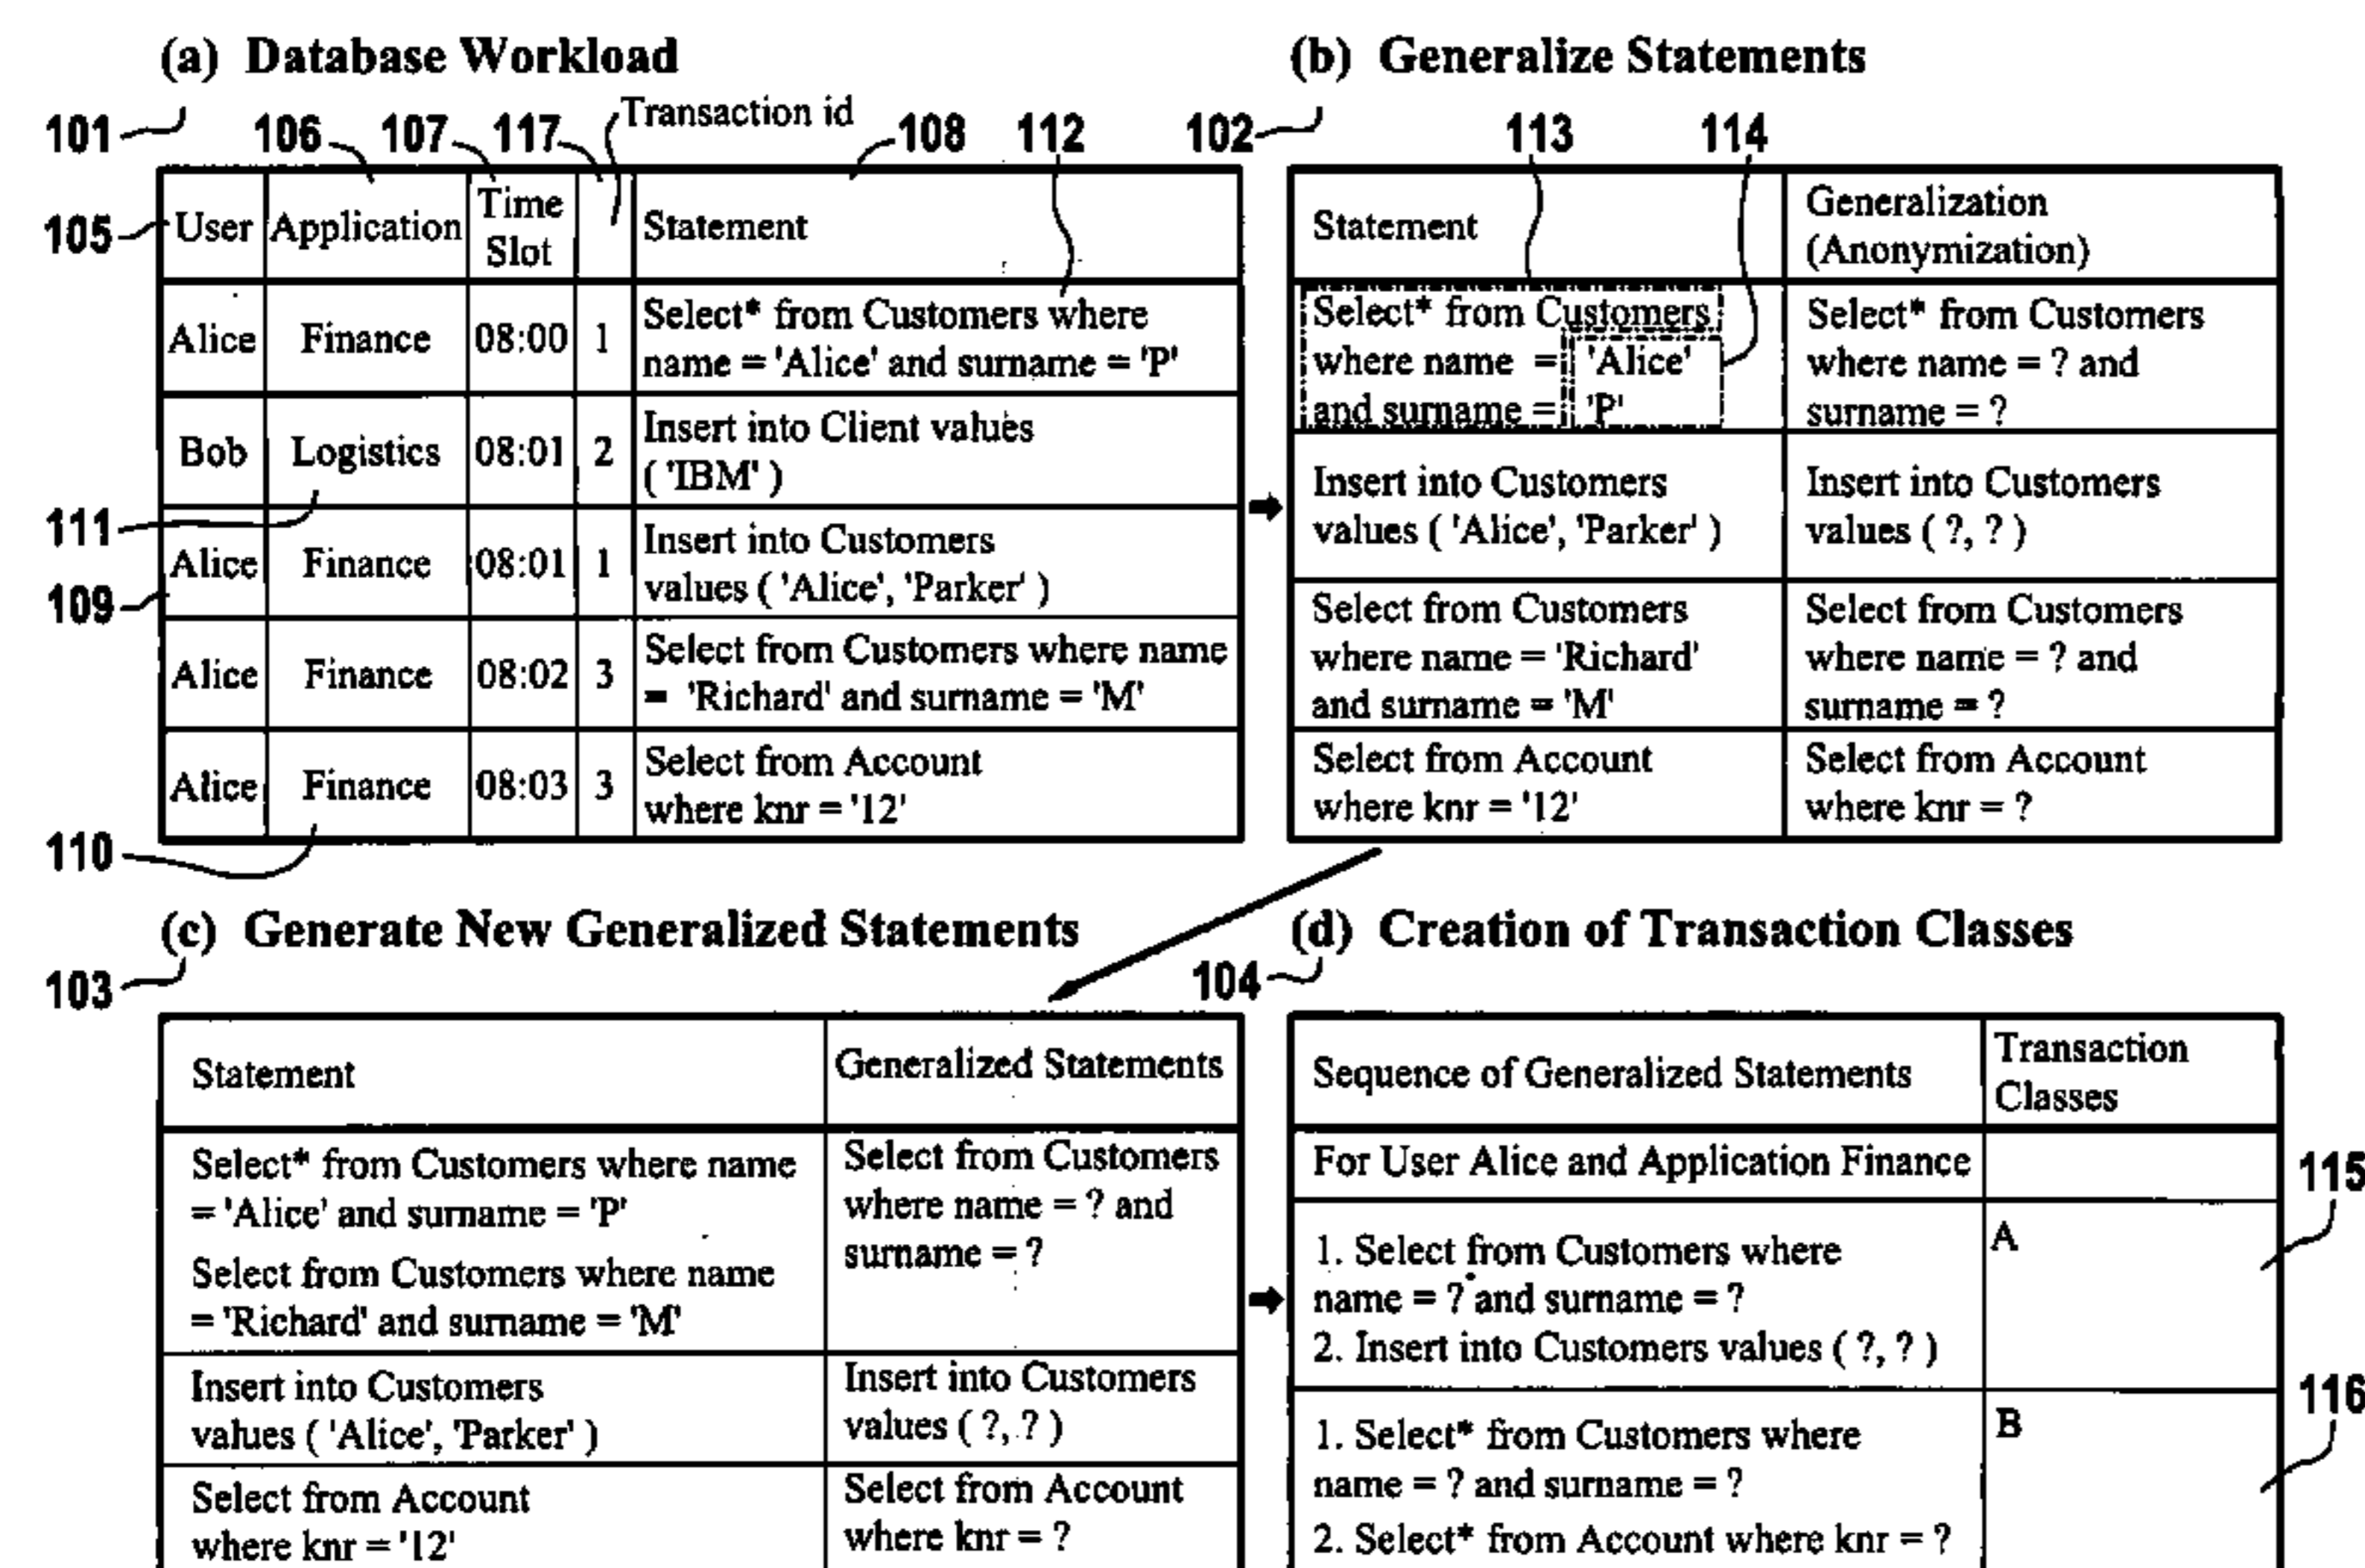 (a) Database Workload
101
106
107
117
Transaction id
108
112
105
User
Application
Time
Slot
Statement
Alice
Finance
08:00
1
Select* from Customers where
name = 'Alice' and surname = 'P'
Bob
Logistics
08:01
2
Insert into Client values
( 'IBM' )
111
Alice
Finance
08:01
1
Insert into Customers
values ( 'Alice', 'Parker' )
109
Alice
Finance
08:02
3
Select from Customers where name
= 'Richard' and surname = 'M'
Alice
Finance
08:03
3
Select from Account
where knr = '12'
110
(b) Generalize Statements
102
113
114
Statement
Generalization
(Anonymization)
Select* from Customers
where name = 'Alice'
and surname = 'P'
Select* from Customers
where name = ? and
surname = ?
Insert into Customers
values ( 'Alice', 'Parker' )
Insert into Customers
values ( ?, ? )
Select from Customers
where name = 'Richard'
and surname = 'M'
Select from Customers
where name = ? and
surname = ?
Select from Account
where knr = '12'
Select from Account
where knr = ?
(c) Generate New Generalized Statements
103
Statement
Generalized Statements
Select* from Customers where name
= 'Alice' and surname = 'P'
Select from Customers where name
= 'Richard' and surname = 'M'
Select from Customers
where name = ? and
surname = ?
Insert into Customers
values ( 'Alice', 'Parker' )
Insert into Customers
values ( ?, ? )
Select from Account
where knr = '12'
Select from Account
where knr = ?
(d) Creation of Transaction Classes
104
Sequence of Generalized Statements
Transaction
Classes
For User Alice and Application Finance
115
1. Select from Customers where
name = ? and surname = ?
2. Insert into Customers values ( ?, ? )
A
116
1. Select* from Customers where
name = ? and surname = ?
2. Select* from Account where knr = ?
B